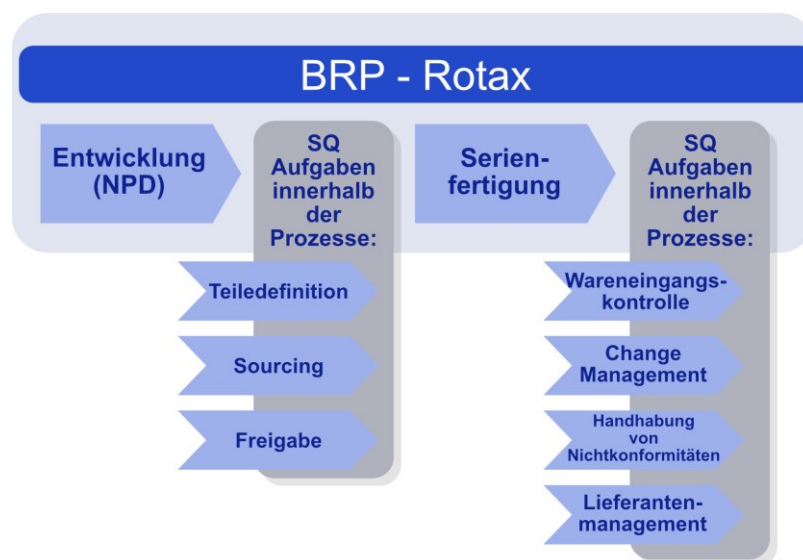 BRP - Rotax
Entwicklung
(NPD)
SQ
Aufgaben
innerhalb
der
Prozesse:
Teiledefinition
Sourcing
Freigabe
Serien-
fertigung
SQ
Aufgaben
innerhalb
der
Prozesse:
Wareneingangs-
kontrolle
Change
Management
Handhabung
von
Nichtkonformitäten
Lieferanten-
management